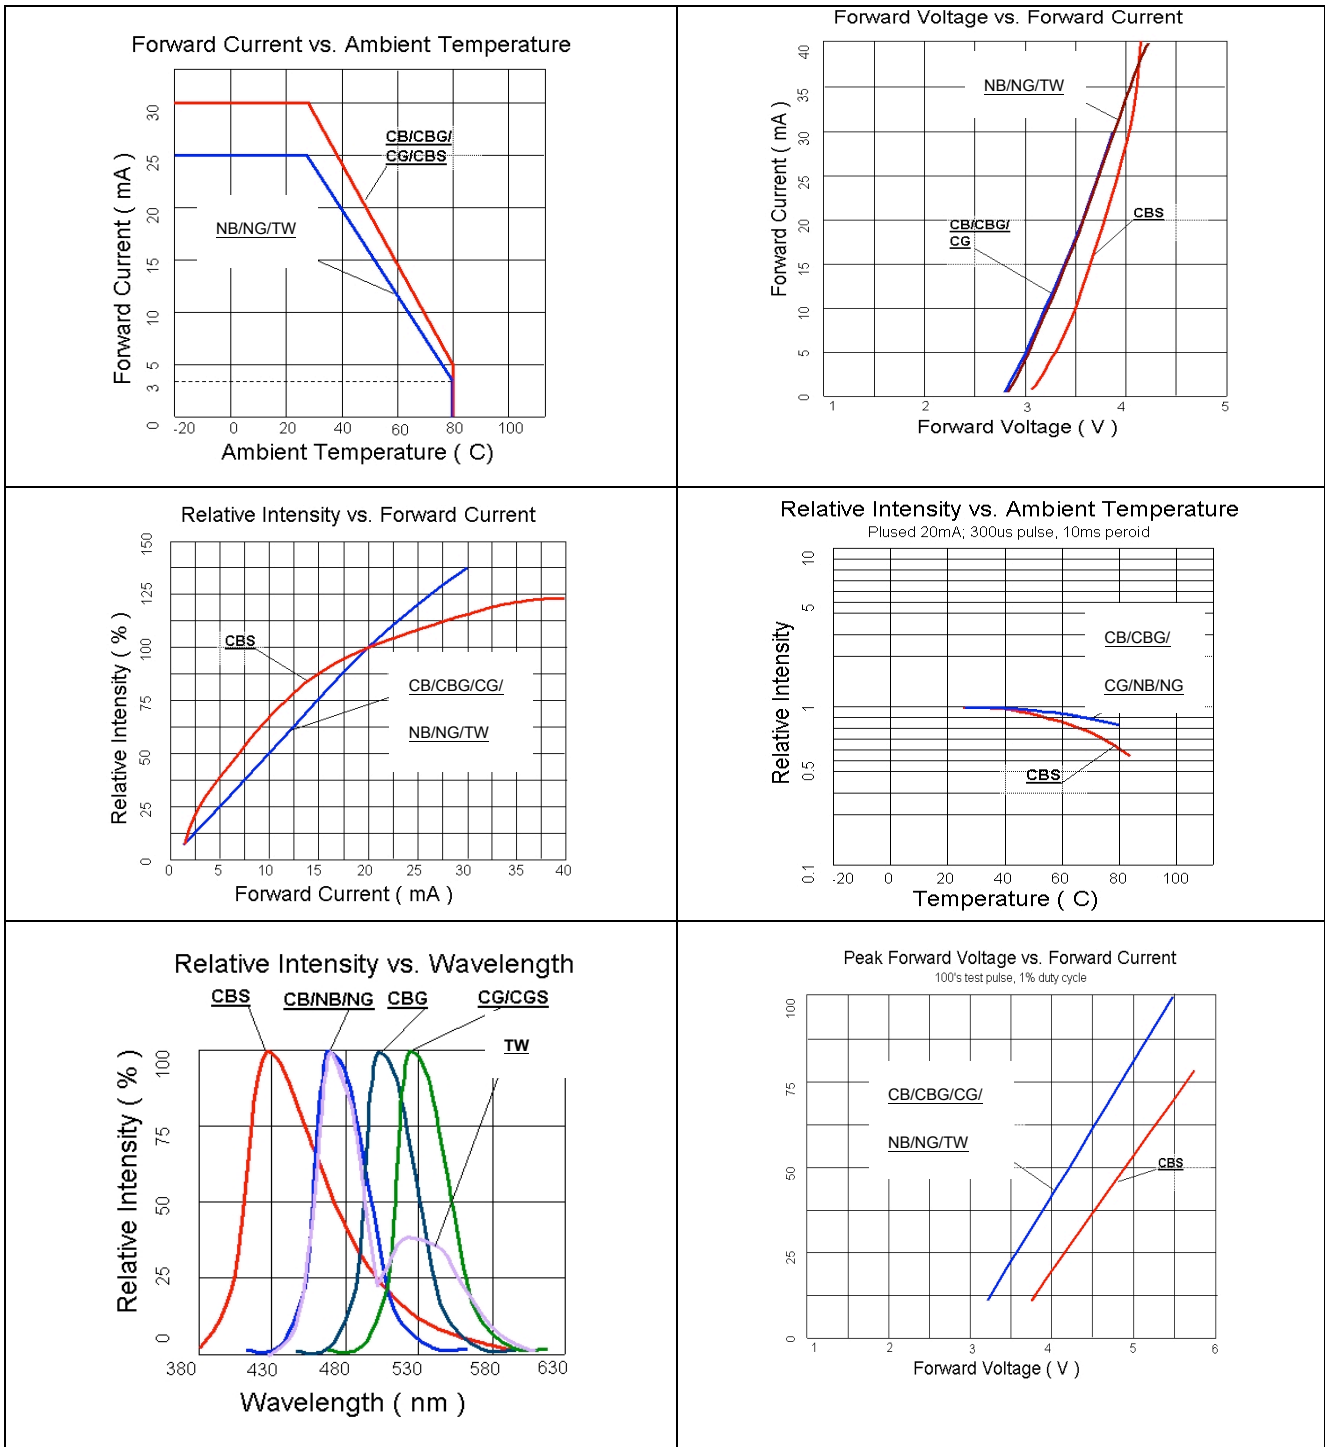 Forward Current vs. Ambient Temperature
Forward Current ( mA )
30
25
20
15
10
5
3
0
CB/CBG/
CG/CBS
NB/NG/TW
-20 0 20 40 60 80 100
Ambient Temperature ( C)
Forward Voltage vs. Forward Current
Forward Current ( mA )
40
35
30
25
20
15
10
5
0
NB/NG/TW
CB/CBG/
CG
CBS
1 2 3 4 5
Forward Voltage ( V )
Relative Intensity vs. Forward Current
Relative Intensity ( % )
150
125
100
75
50
25
0
CBS
CB/CBG/CG/
NB/NG/TW
0 5 10 15 20 25 30 35 40
Forward Current ( mA )
Relative Intensity vs. Ambient Temperature
Plused 20mA; 300us pulse, 10ms peroid
Relative Intensity
10
5
1
0.5
0.1
CB/CBG/
CG/NB/NG
CBS
-20 0 20 40 60 80 100
Temperature ( C)
Relative Intensity vs. Wavelength
CBS CB/NB/NG CBG CG/CGS
TW
Relative Intensity ( % )
100
75
50
25
0
380 430 480 530 580 630
Wavelength ( nm )
Peak Forward Voltage vs. Forward Current
100's test pulse, 1% duty cycle
100
75
50
25
0
CB/CBG/CG/
NB/NG/TW
CBS
1 2 3 4 5 6
Forward Voltage ( V )